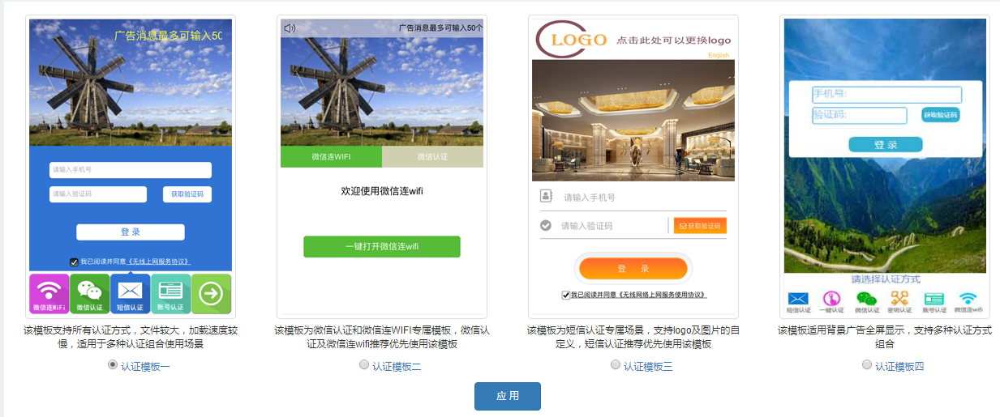 广告消息最多可输入50
请输入手机号
请输入验证码
获取验证码
登 录
我已阅读并同意《无线上网服务协议》
微信连WiFi
微信认证
短信认证
账号认证
该模板支持所有认证方式，文件较大，加载速度较
慢，适用于多种认证组合使用场景
认证模板一
广告消息最多可输入50个
微信连WIFI
微信认证
欢迎使用微信连wifi
一键打开微信连wifi
该模板为微信认证和微信连WIFI专属模板，微信认
证及微信连wifi推荐优先使用该模板
认证模板二
LOGO
点击此处可以更换logo
English
请输入手机号
请输入验证码
获取验证码
登 录
我已阅读并同意《无线网络上网服务使用协议》
该模板为短信认证专属场景，支持logo及图片的自
定义，短信认证推荐优先使用该模板
认证模板三
手机号:
验证码:
获取验证码
登 录
请选择认证方式
短信认证
一键认证
微信认证
密钥认证
账号认证
微信连wifi
该模板适用背景广告全屏显示，支持多种认证方式
组合
认证模板四
应 用